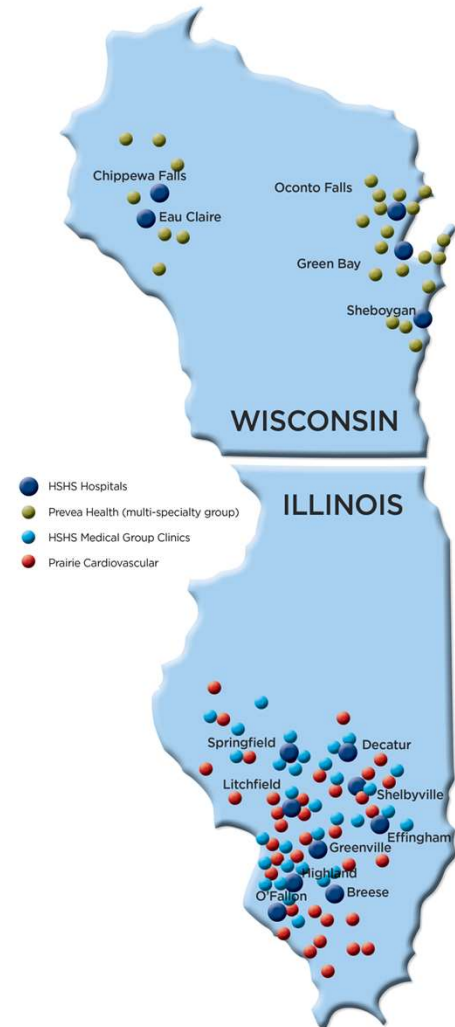 Chippewa Falls
Eau Claire
Oconto Falls
Green Bay
Sheboygan
WISCONSIN
HSHS Hospitals
Prevea Health (multi-specialty group)
HSHS Medical Group Clinics
Prairie Cardiovascular
ILLINOIS
Springfield
Decatur
Litchfield
Shelbyville
Effingham
Greenville
Highland
O'Fallon
Breese